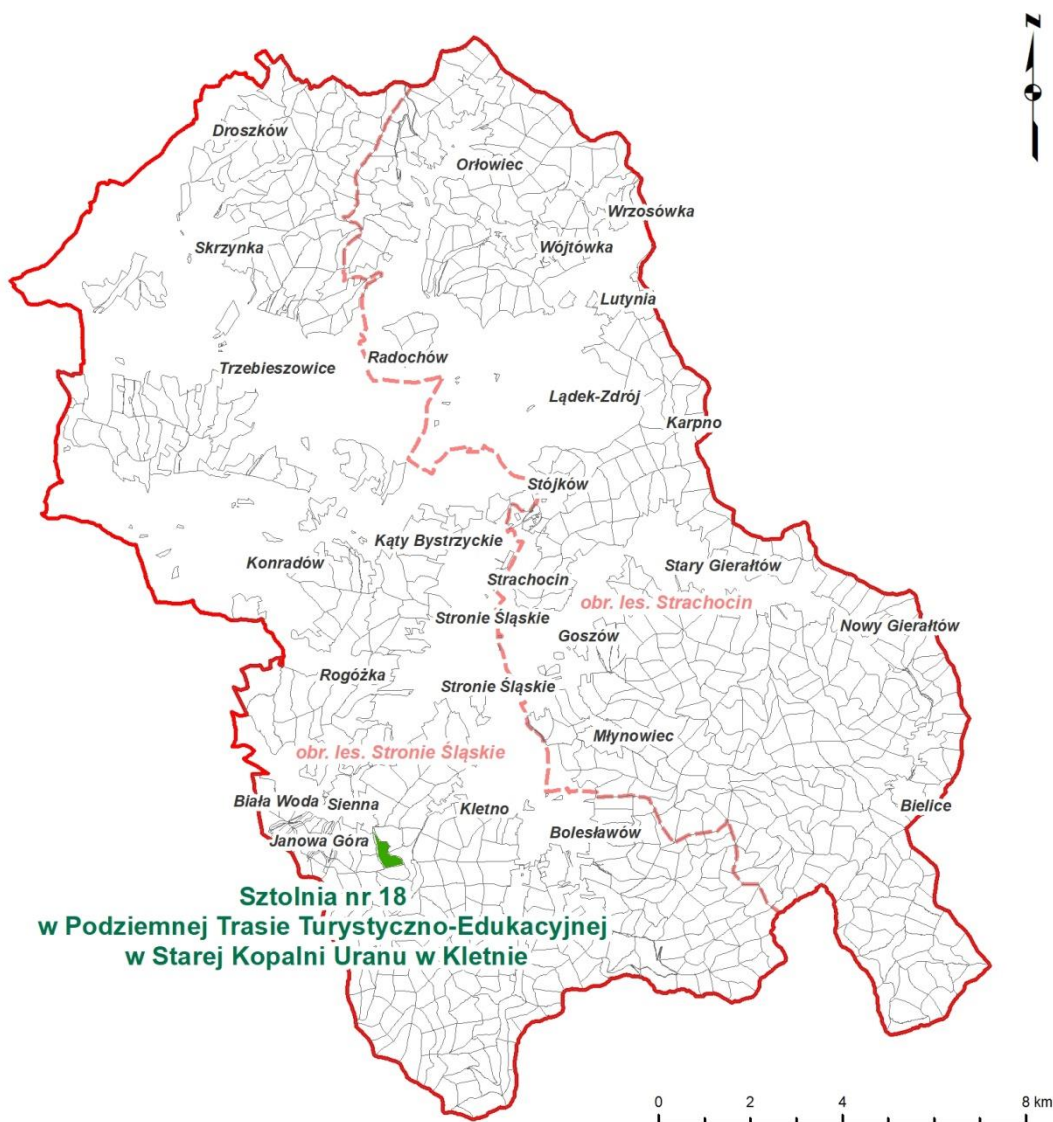 N
Droszków
Orłowiec
Wrzosówka
Skrzynka
Wójtówka
Lutynia
Radochów
Trzebieszowice
Lądek-Zdrój
Karpno
Stójków
Kąty Bystrzyckie
Konradów
Stary Gierałtów
Strachocin
obr. les. Strachocin
Stronie Śląskie
Nowy Gierałtów
Goszów
Rogóżka
Stronie Śląskie
Młynowiec
obr. les. Stronie Śląskie
Biała Woda
Sienna
Kletno
Bielice
Bolesławów
Janowa Góra
Sztolnia nr 18
w Podziemnej Trasie Turystyczno-Edukacyjnej
w Starej Kopalni Uranu w Kletnie
0 2 4 8 km